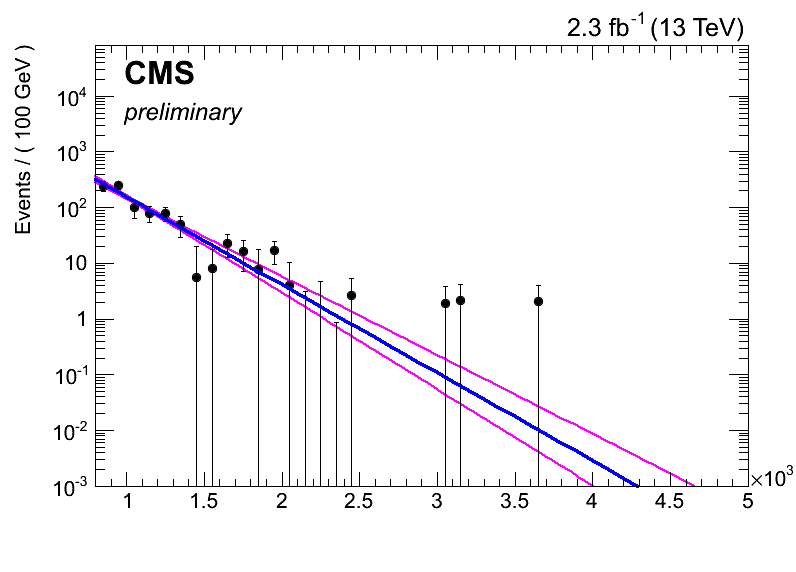 2.3 fb⁻¹ (13 TeV)
CMS
preliminary
Events / ( 100 GeV )
10⁴
10³
10²
10
1
10⁻¹
10⁻²
10⁻³
1 1.5 2 2.5 3 3.5 4 4.5 5 ×10³